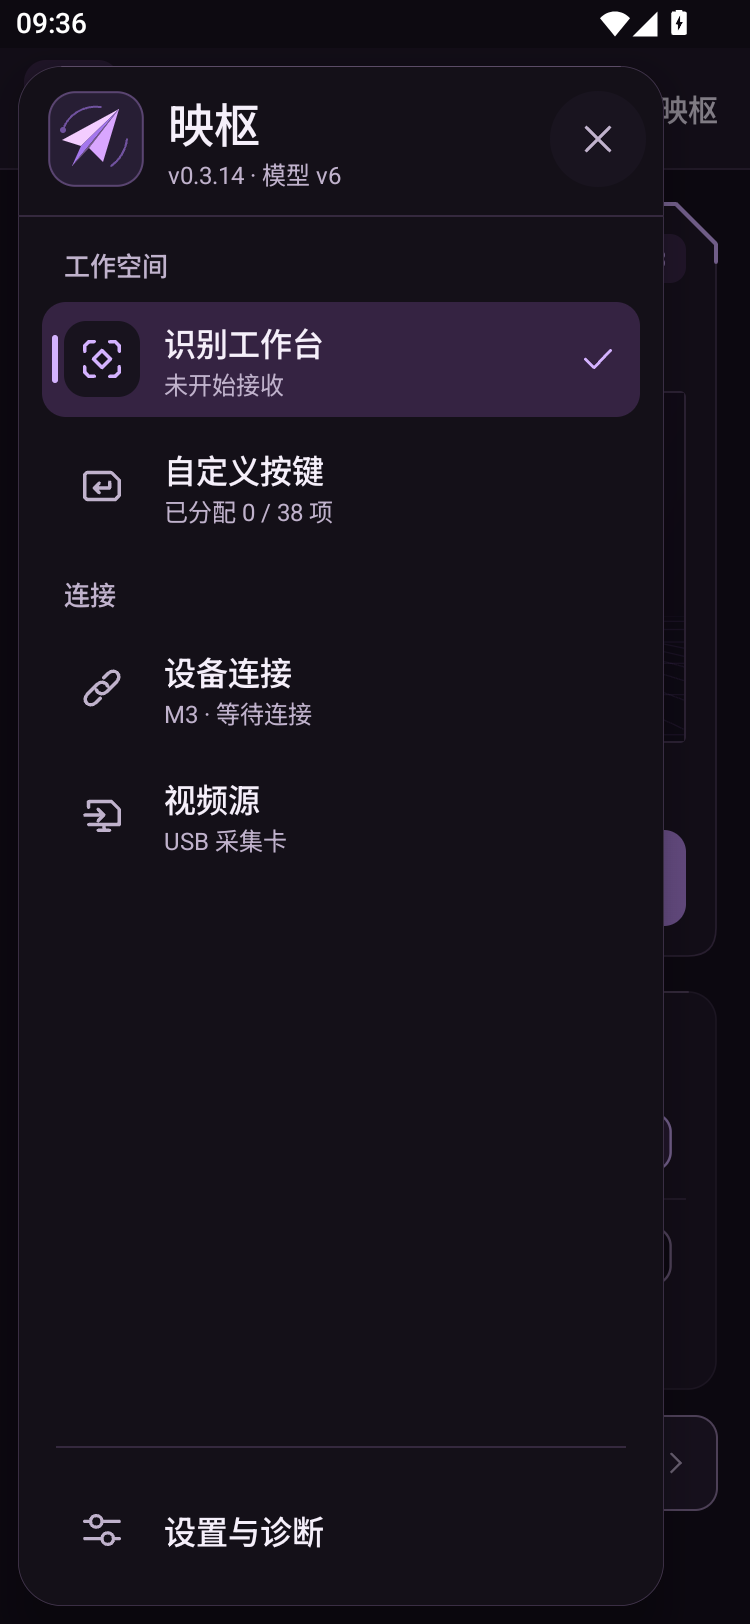 09:36
映枢
映枢
v0.3.14 · 模型 v6
工作空间
识别工作台
未开始接收
自定义按键
已分配 0 / 38 项
连接
设备连接
M3 · 等待连接
视频源
USB 采集卡
设置与诊断